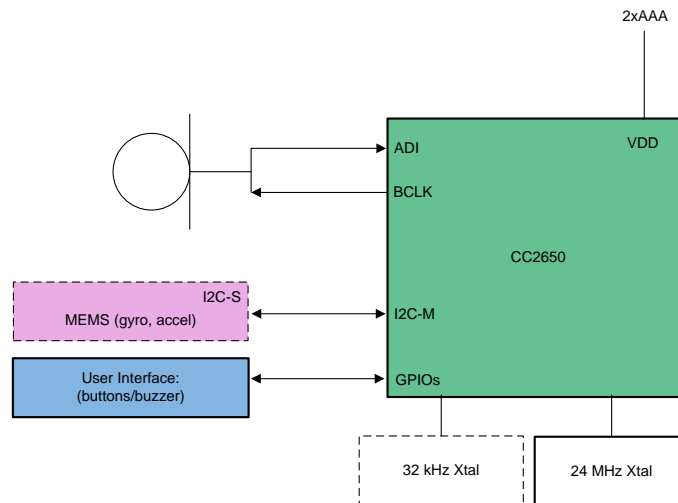 2xAAA
VDD
ADI
BCLK
CC2650
I2C-S
MEMS (gyro, accel)
I2C-M
User Interface:
(buttons/buzzer)
GPIOs
32 kHz Xtal
24 MHz Xtal